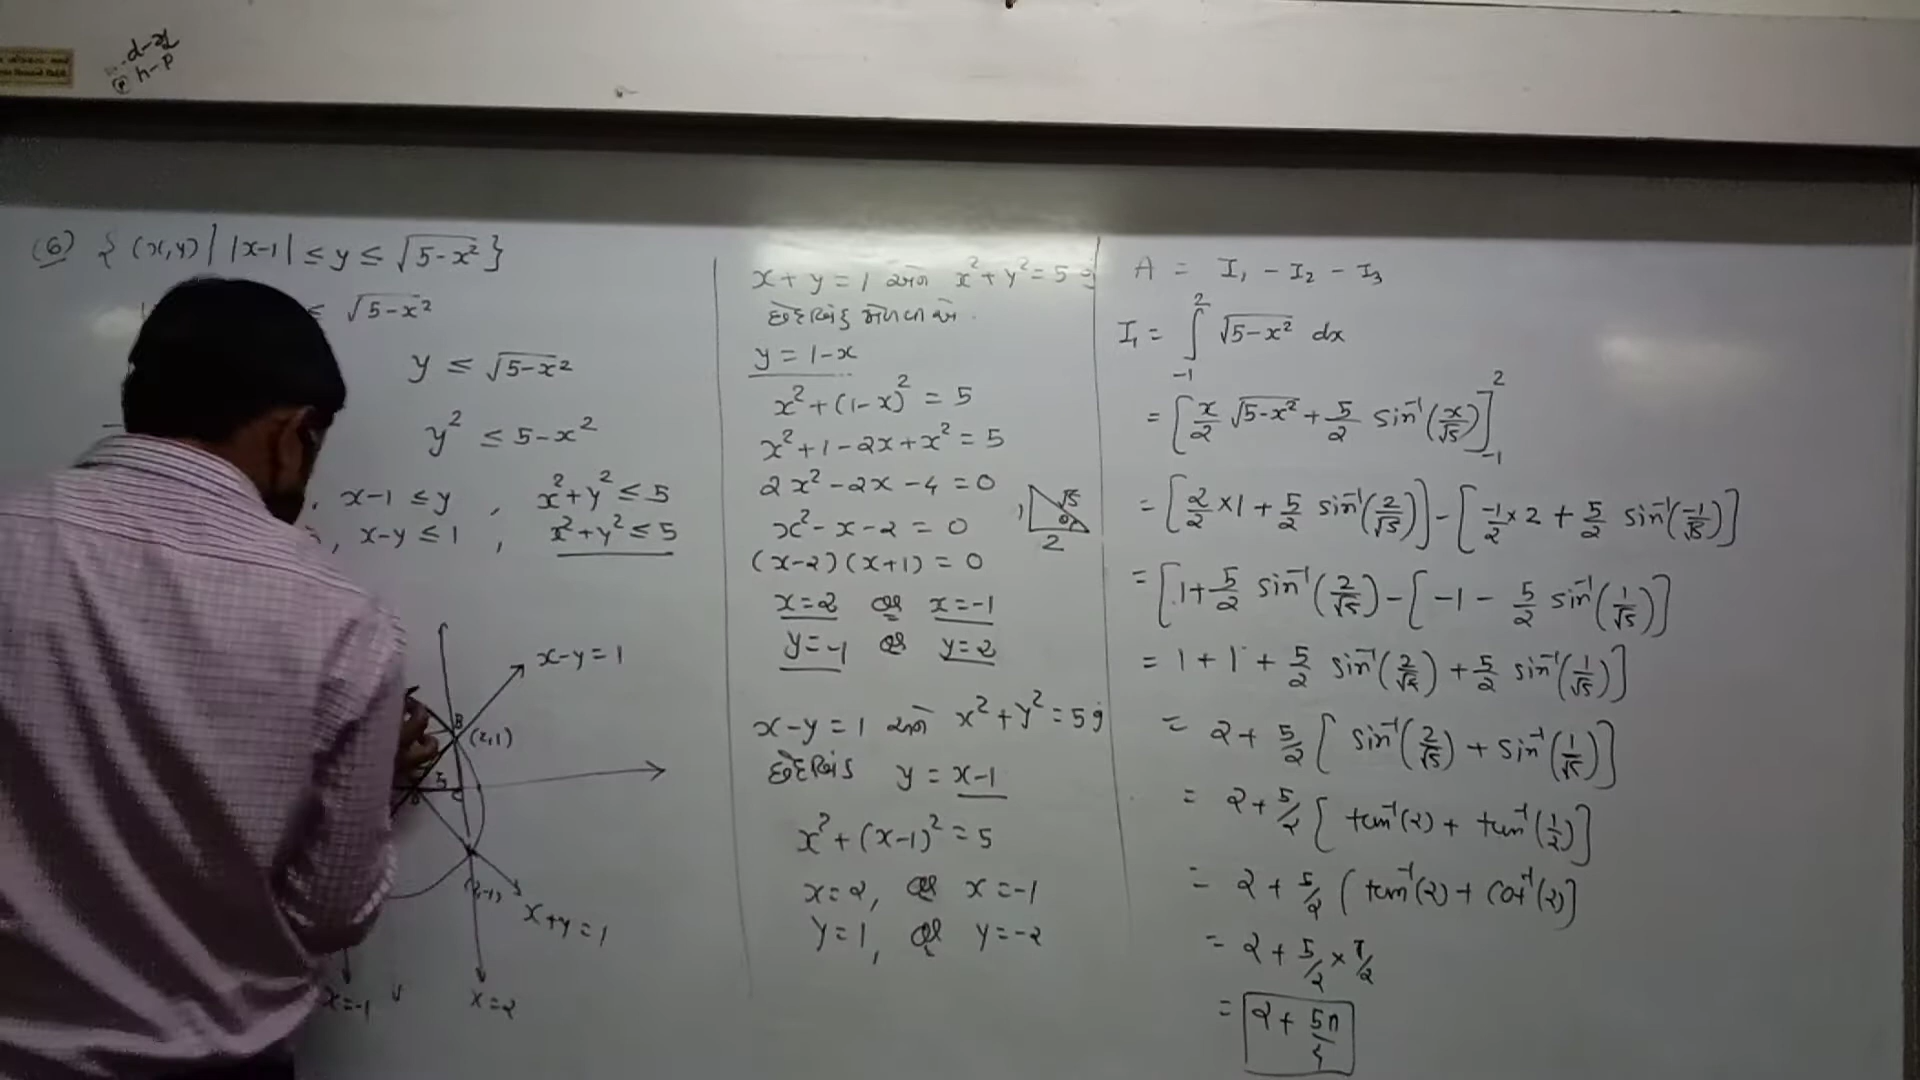 d-x
h-p
(6) { (x,y) | |x-1| ≤ y ≤ √(5-x²) }
≤ √(5-x²)
y ≤ √(5-x²)
y² ≤ 5-x²
x-1 ≤ y , x²+y² ≤ 5
, x-y ≤ 1 , x²+y² ≤ 5
x-y=1
B
(2,1)
C
x+y=1
x=-1
x=2
x+y=1 અને x²+y²=5 નું
છેદબિંદુ મેળવીએ.
y=1-x
x²+(1-x)²=5
x²+1-2x+x²=5
2x²-2x-4=0
x²-x-2=0
(x-2)(x+1)=0
x=2 or x=-1
y=-1 or y=2
1 √5 2
x-y=1 અને x²+y²=5 નું
છેદબિંદુ y=x-1
x²+(x-1)²=5
x=2, or x=-1
y=1, or y=-2
A = I₁ - I₂ - I₃
I₁ = ∫₋₁² √(5-x²) dx
= [x/2 √(5-x²) + 5/2 sin⁻¹(x/√5)]₋₁²
= [2/2 × 1 + 5/2 sin⁻¹(2/√5)] - [-1/2 × 2 + 5/2 sin⁻¹(-1/√5)]
= [1 + 5/2 sin⁻¹(2/√5) - [-1 - 5/2 sin⁻¹(1/√5)]
= 1 + 1 + 5/2 sin⁻¹(2/√5) + 5/2 sin⁻¹(1/√5)]
= 2 + 5/2 [sin⁻¹(2/√5) + sin⁻¹(1/√5)]
= 2 + 5/2 [tan⁻¹(2) + tan⁻¹(1/2)]
= 2 + 5/2 (tan⁻¹(2) + cot⁻¹(2)]
= 2 + 5/2 × π/2
= 2 + 5π/4